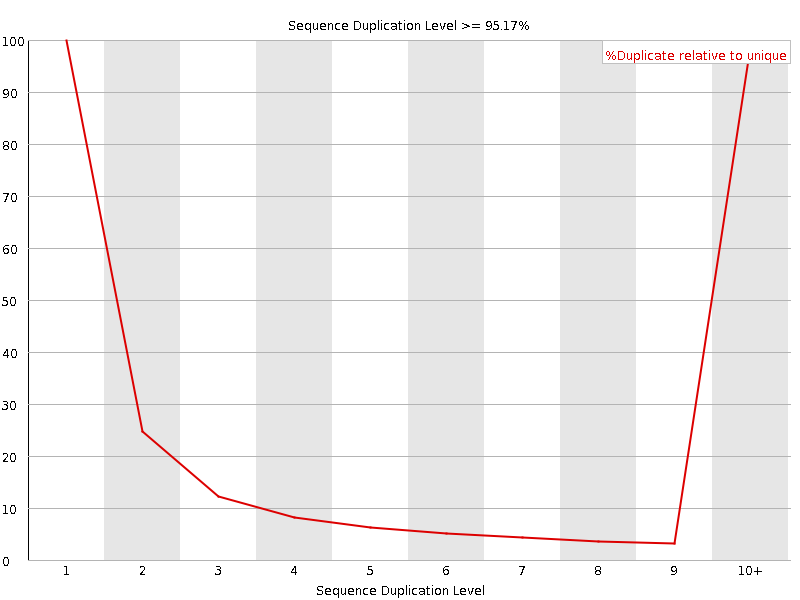 Sequence Duplication Level >= 95.17%
%Duplicate relative to unique
100
90
80
70
60
50
40
30
20
10
0
1 2 3 4 5 6 7 8 9 10+
Sequence Duplication Level